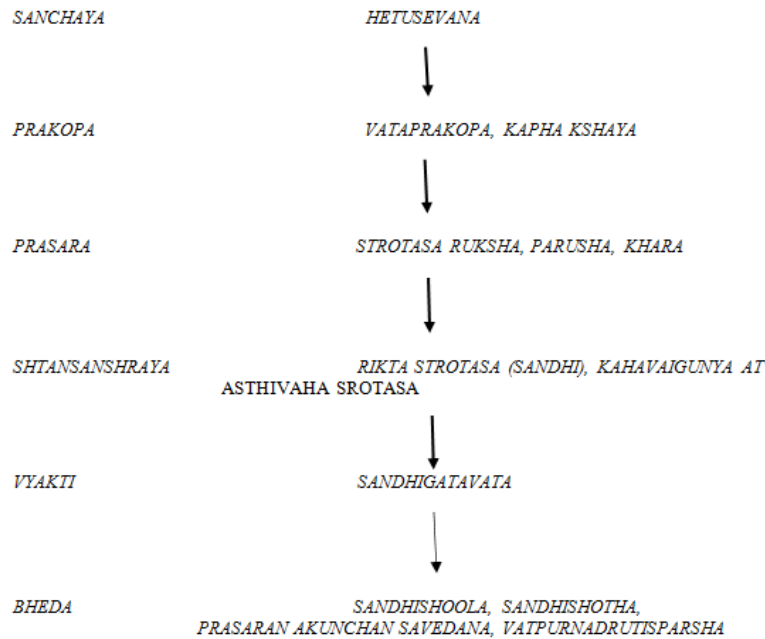 SANCHAYA HETUSEVANA
PRAKOPA VATAPRAKOPA, KAPHA KSHAYA
PRASARA STROTASA RUKSHA, PARUSHA, KHARA
SHTANSANSHRAYA RIKTA STROTASA (SANDHI), KAHAVAIGUNYA AT
ASTHIVAHA SROTASA
VYAKTI SANDHIGATAVATA
BHEDA SANDHISHOOLA, SANDHISHOTHA,
PRASARAN AKUNCHAN SAVEDANA, VATPURNADRUTISPARSHA